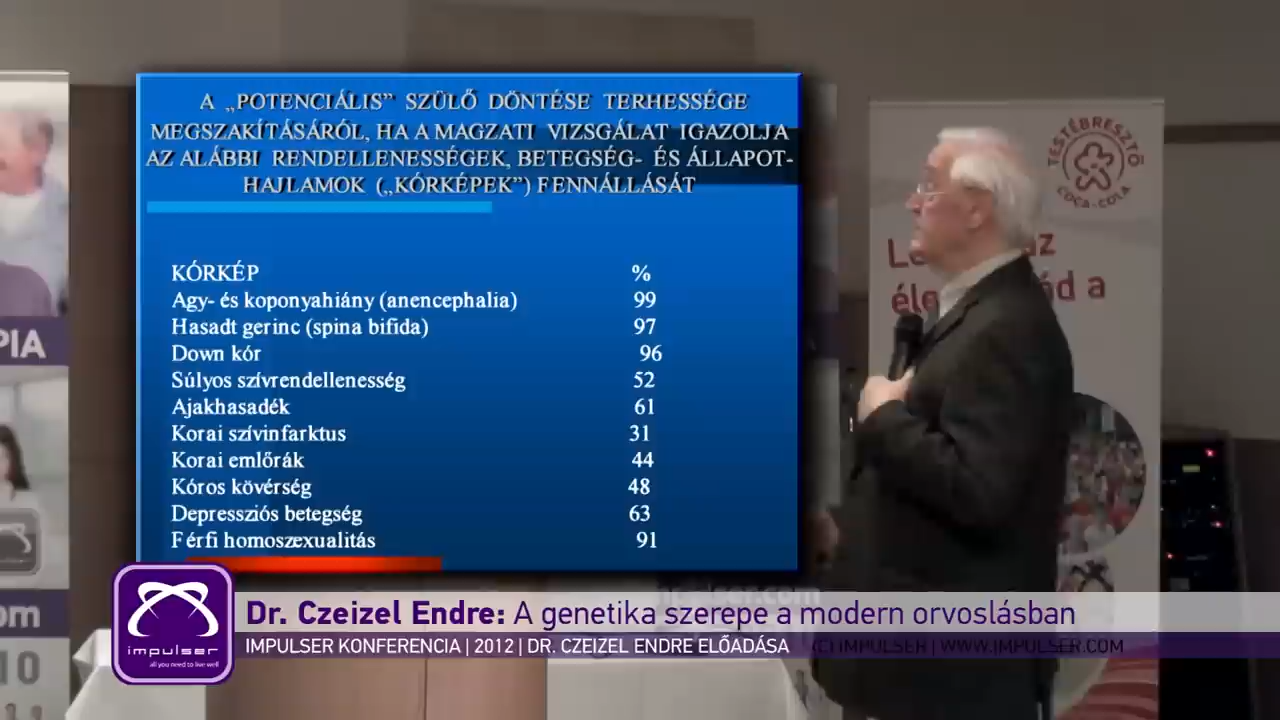 A „POTENCIÁLIS” SZÜLŐ DÖNTÉSE TERHESSÉGE
MEGSZAKÍTÁSÁRÓL, HA A MAGZATI VIZSGÁLAT IGAZOLJA
AZ ALÁBBI RENDELLENESSÉGEK, BETEGSÉG- ÉS ÁLLAPOT-
HAJLAMOK („KÓRKÉPEK”) FENNÁLLÁSÁT
KÓRKÉP %
Agy- és koponyahiány (anencephalia) 99
Hasadt gerinc (spina bifida) 97
Down kór 96
Súlyos szívrendellenesség 52
Ajakhasadék 61
Korai szívinfarktus 31
Korai emlőrák 44
Kóros kövérség 48
Depressziós betegség 63
Férfi homoszexualitás 91
TESTÉBRESZTŐ
COCA-COLA
az
éle ód a
PIA
om
10
impulser
all you need to live well
Dr. Czeizel Endre: A genetika szerepe a modern orvoslásban
IMPULSER KONFERENCIA | 2012 | DR. CZEIZEL ENDRE ELŐADÁSA
IMPULSER | WWW.IMPULSER.COM